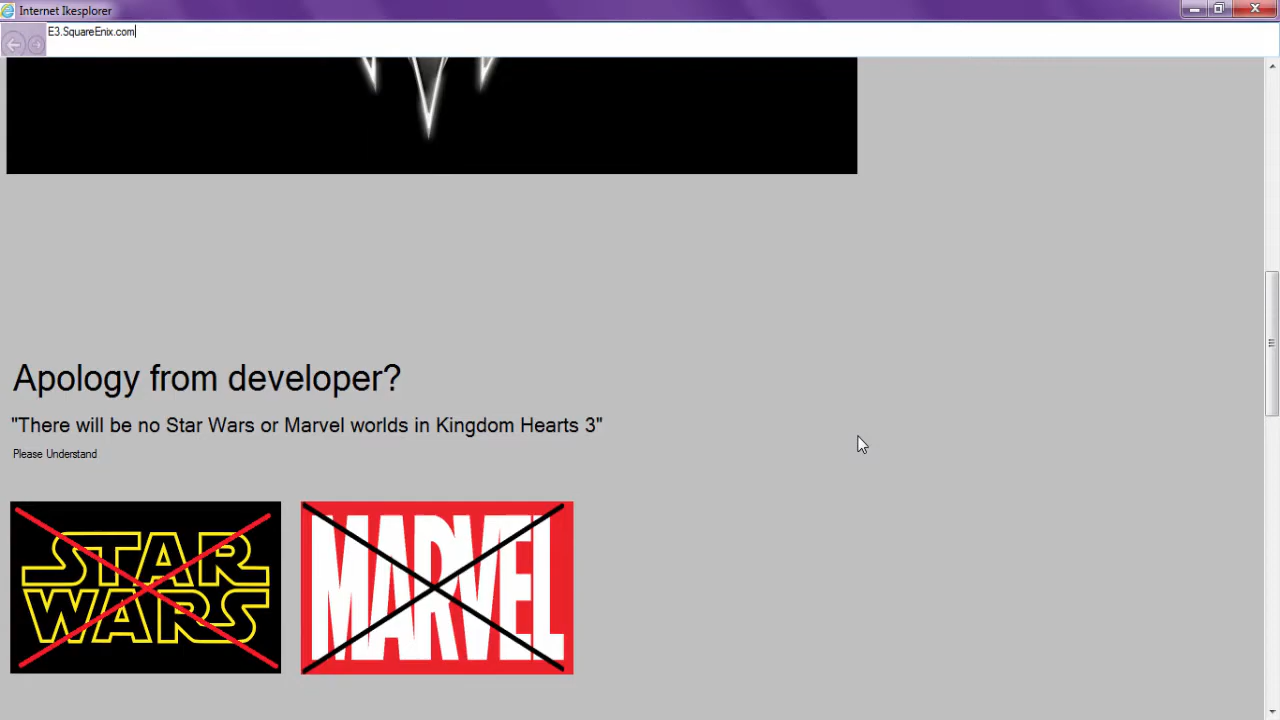 Internet Ikesplorer
E3.SquareEnix.com
Apology from developer?
"There will be no Star Wars or Marvel worlds in Kingdom Hearts 3"
Please Understand
STAR
WARS
MARVEL